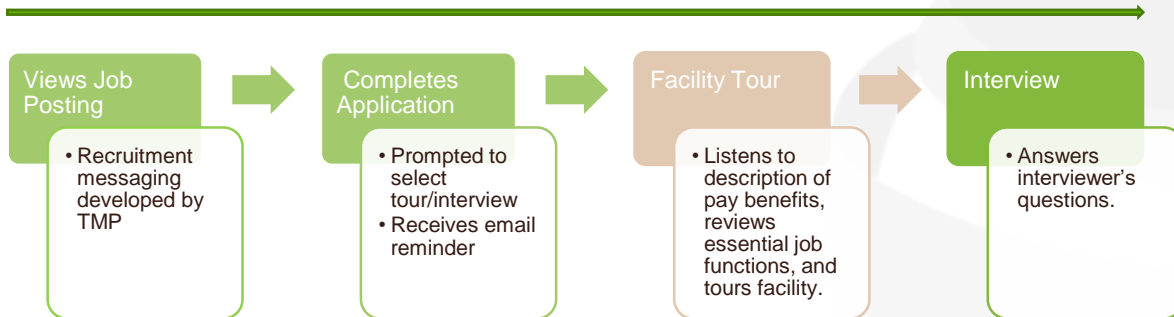 Views Job
Posting
• Recruitment
messaging
developed by
TMP
Completes
Application
• Prompted to
select
tour/interview
• Receives email
reminder
Facility Tour
• Listens to
description of
pay benefits,
reviews
essential job
functions, and
tours facility.
Interview
• Answers
interviewer's
questions.